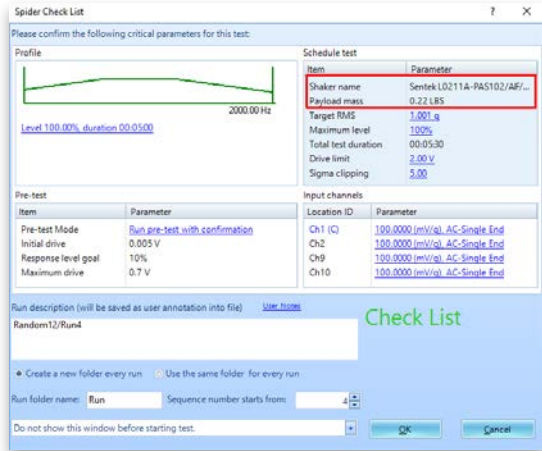 Spider Check List
Please confirm the following critical parameters for this test:
Profile
2000.00 Hz
Level 100.00%, duration 00:05:00
Schedule test
Item Parameter
Shaker name Sentek L0211A-PAS102/AIF/...
Payload mass 0.22 LBS
Target RMS 1.001 g
Maximum level 100%
Total test duration 00:05:30
Drive limit 2.00 V
Sigma clipping 5.00
Pre-test
Item Parameter
Pre-test Mode Run pre-test with confirmation
Initial drive 0.005 V
Response level goal 10%
Maximum drive 0.7 V
Input channels
Location ID Parameter
Ch1 (C) 100.0000 (mV/g), AC-Single End
Ch2 100.0000 (mV/g), AC-Single End
Ch9 100.0000 (mV/g), AC-Single End
Ch10 100.0000 (mV/g), AC-Single End
Run description (will be saved as user annotation into file) User Notes
Random12/Run4
Check List
Create a new folder every run Use the same folder for every run
Run folder name: Run Sequence number starts from: 4
Do not show this window before starting test. OK Cancel